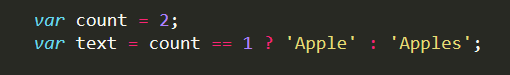 var count = 2;
var text = count == 1 ? 'Apple' : 'Apples';